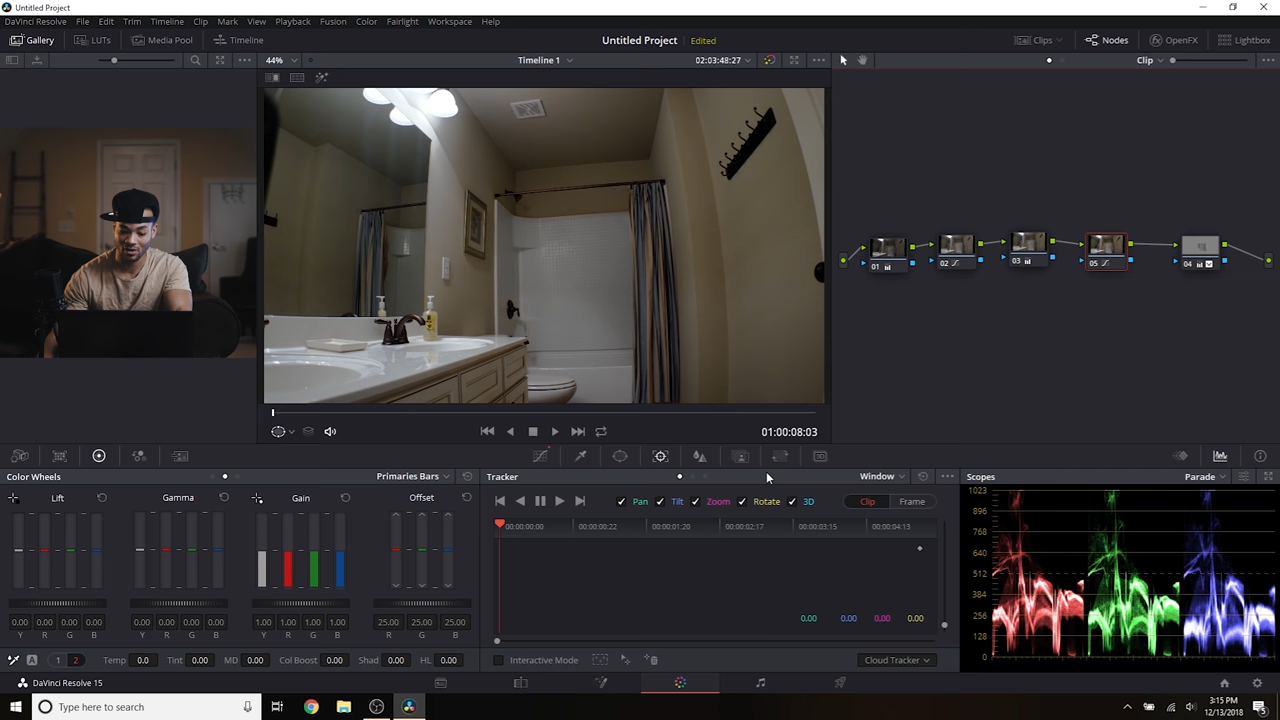 Untitled Project
DaVinci Resolve File Edit Trim Timeline Clip Mark View Playback Fusion Color Fairlight Workspace Help
Gallery LUTs Media Pool Timeline Untitled Project Edited Clips Nodes OpenFX Lightbox
44% Timeline 1 02:03:48:27 Clip
01 02 03 05 04
01:00:08:03
Color Wheels Primaries Bars Tracker Window Scopes Parade
Lift Gamma Gain Offset
Pan Tilt Zoom Rotate 3D Clip Frame
00:00:00:00 00:00:00:22 00:00:01:20 00:00:02:17 00:00:03:15 00:00:04:13
1023
896
768
640
512
384
256
128
0
0.00 0.00 0.00 0.00
0.00 0.00 0.00 0.00 0.00 0.00 0.00 0.00 1.00 1.00 1.00 1.00 25.00 25.00 25.00
Y R G B Y R G B Y R G B R G B
A 1 2 Temp 0.0 Tint 0.00 MD 0.00 Col Boost 0.00 Shad 0.00 HL 0.00
Interactive Mode Cloud Tracker
DaVinci Resolve 15
Type here to search
3:15 PM
12/13/2018
5